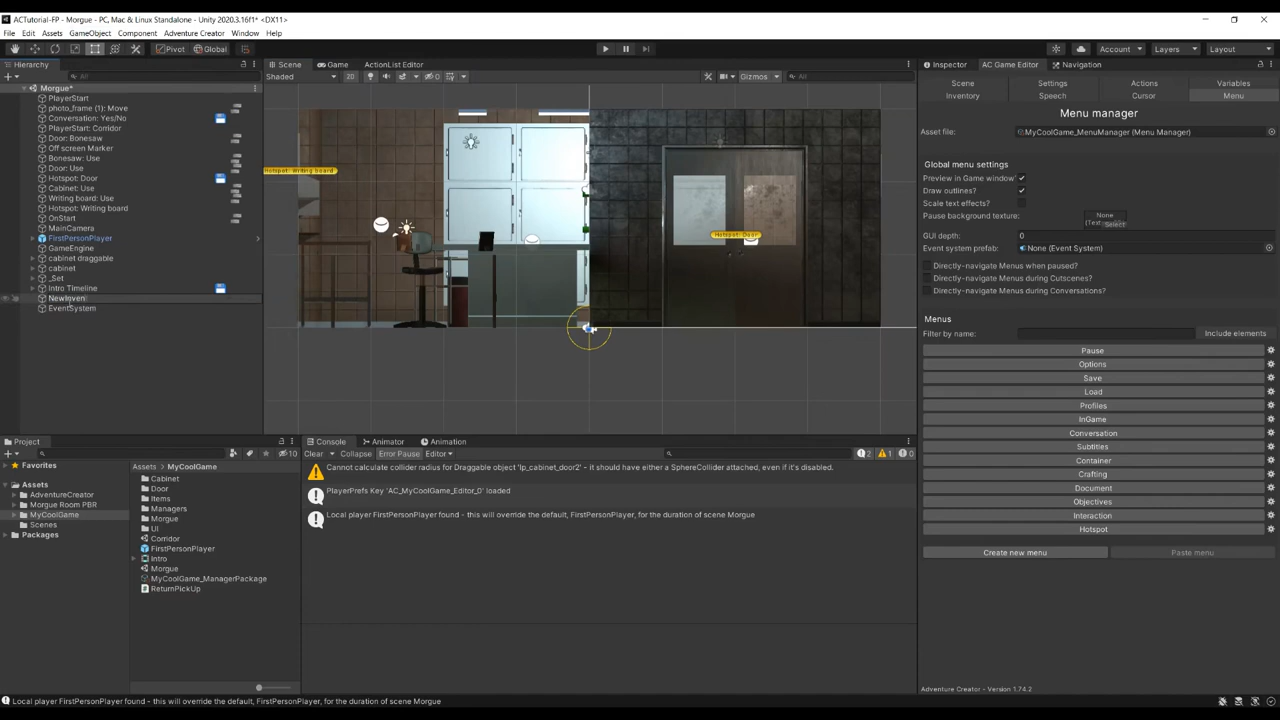 ACTutorial-FP - Morgue - PC, Mac & Linux Standalone - Unity 2020.3.16f1* <DX11>
File Edit Assets GameObject Component Adventure Creator Window Help
Pivot Global Account Layers Layout
Hierarchy
All
Morgue*
PlayerStart
photo_frame (1): Move
Conversation: Yes/No
PlayerStart: Corridor
Door: Bonesaw
Off screen Marker
Bonesaw: Use
Door: Use
Hotspot: Door
Cabinet: Use
Writing board: Use
Hotspot: Writing board
OnStart
MainCamera
FirstPersonPlayer
GameEngine
cabinet draggable
cabinet
_Set
Intro Timeline
NewInven
EventSystem
Scene Game ActionList Editor
Shaded 2D Gizmos All
Hotspot: Writing board
Hotspot: Door
Inspector AC Game Editor Navigation
Scene Settings Actions Variables
Inventory Speech Cursor Menu
Menu manager
Asset file: MyCoolGame_MenuManager (Menu Manager)
Global menu settings
Preview in Game window?
Draw outlines?
Scale text effects?
Pause background texture: None
(Text
Select
GUI depth: 0
Event system prefab: None (Event System)
Directly-navigate Menus when paused?
Directly-navigate Menus during Cutscenes?
Directly-navigate Menus during Conversations?
Menus
Filter by name: Include elements
Pause
Options
Save
Load
Profiles
InGame
Conversation
Subtitles
Container
Crafting
Document
Objectives
Interaction
Hotspot
Create new menu Paste menu
Adventure Creator - Version 1.74.2
Project
10
Favorites
Assets
AdventureCreator
Morgue Room PBR
MyCoolGame
Scenes
Packages
Assets > MyCoolGame
Cabinet
Door
Items
Managers
Morgue
UI
Corridor
FirstPersonPlayer
Intro
Morgue
MyCoolGame_ManagerPackage
ReturnPickUp
Console Animator Animation
Clear Collapse Error Pause Editor 2 1 0
Cannot calculate collider radius for Draggable object 'lp_cabinet_door2' - it should have either a SphereCollider attached, even if it's disabled.
PlayerPrefs Key 'AC_MyCoolGame_Editor_D' loaded
Local player FirstPersonPlayer found - this will override the default, FirstPersonPlayer, for the duration of scene Morgue
Local player FirstPersonPlayer found - this will override the default, FirstPersonPlayer, for the duration of scene Morgue